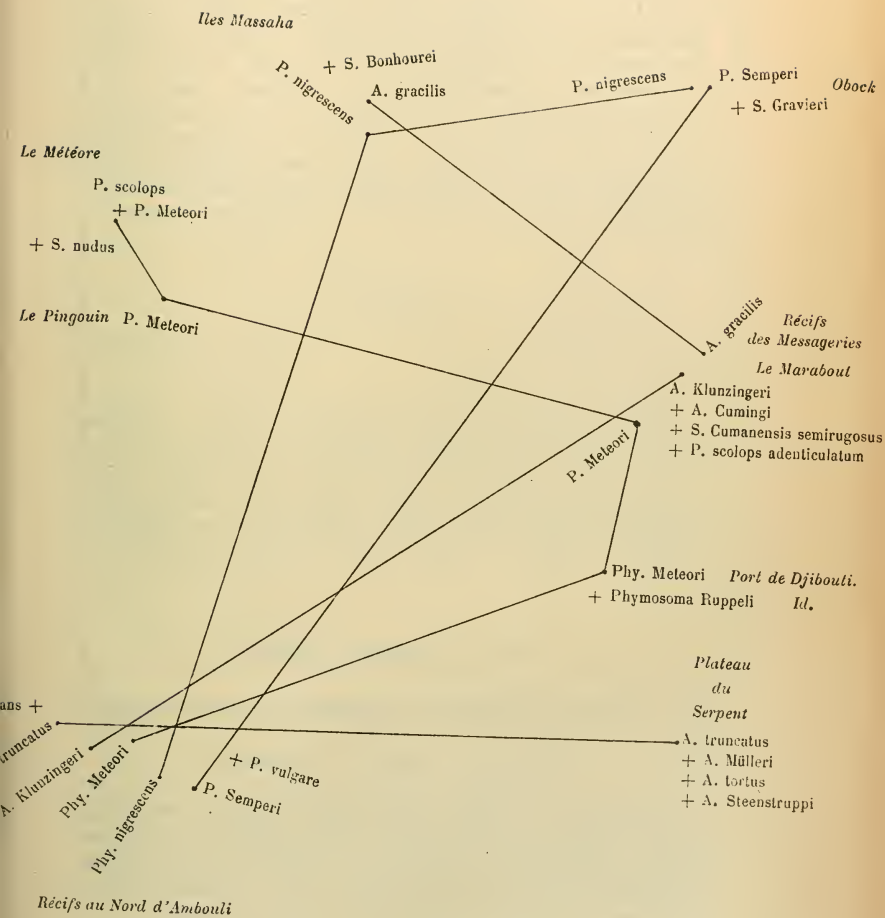 Iles Massaha
+ S. Bonhourei
P. nigrescens
A. gracilis
P. nigrescens
P. Semperi
Obock
+ S. Gravieri
Le Météore
P. scolops
+ P. Meteori
+ S. nudus
Le Pingouin P. Meteori
A. gracilis
Récifs
des Messageries
Le Marabout
A. Klunzingeri
+ A. Cumingi
+ S. Cumanensis semirugosus
+ P. scolops adenticulatum
P. Meteori
Phy. Meteori Port de Djibouti.
+ Phymosoma Ruppeli Id.
Plateau
du
Serpent
ans +
truncatus
A. Klunzingeri
Phy. Meteori
Phy. nigrescens
+ P. vulgare
P. Semperi
A. truncatus
+ A. Mülleri
+ A. tortus
+ A. Steenstruppi
Récifs au Nord d'Ambouli